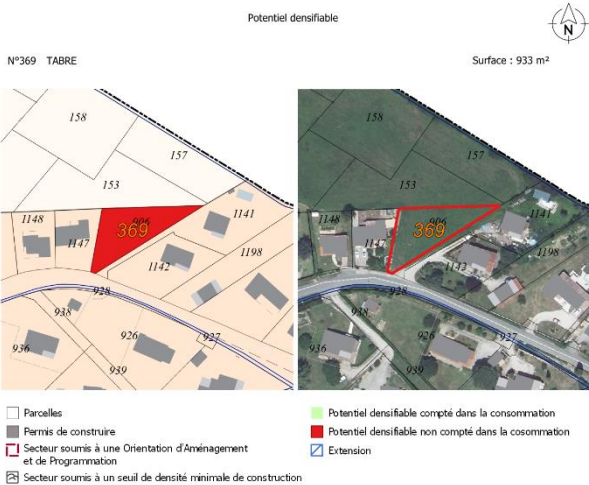 Potentiel densifiable
N
N°369 TABRE
Surface : 933 m²
158
157
153
1148
906
369
1147
1141
1142
1198
928
938
936
926
927
939
158
157
153
1148
906
369
1147
1141
1142
1198
928
938
936
926
927
939
Parcelles
Permis de construire
Secteur soumis à une Orientation d'Aménagement
et de Programmation
Secteur soumis à un seuil de densité minimale de construction
Potentiel densifiable compté dans la consommation
Potentiel densifiable non compté dans la cosommation
Extension